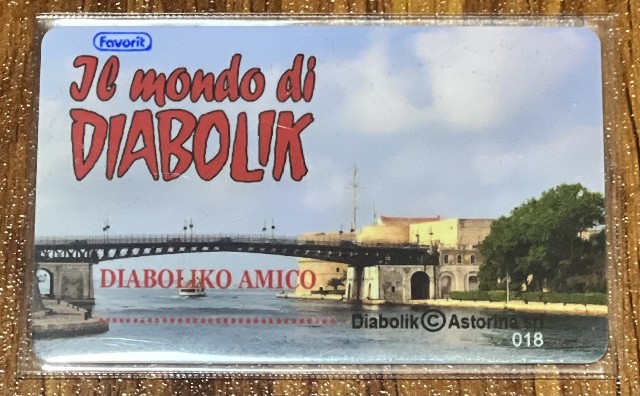 Favorit
Il mondo di
DIABOLIK
DIABOLIKO AMICO
Diabolik © Astorina srl
018